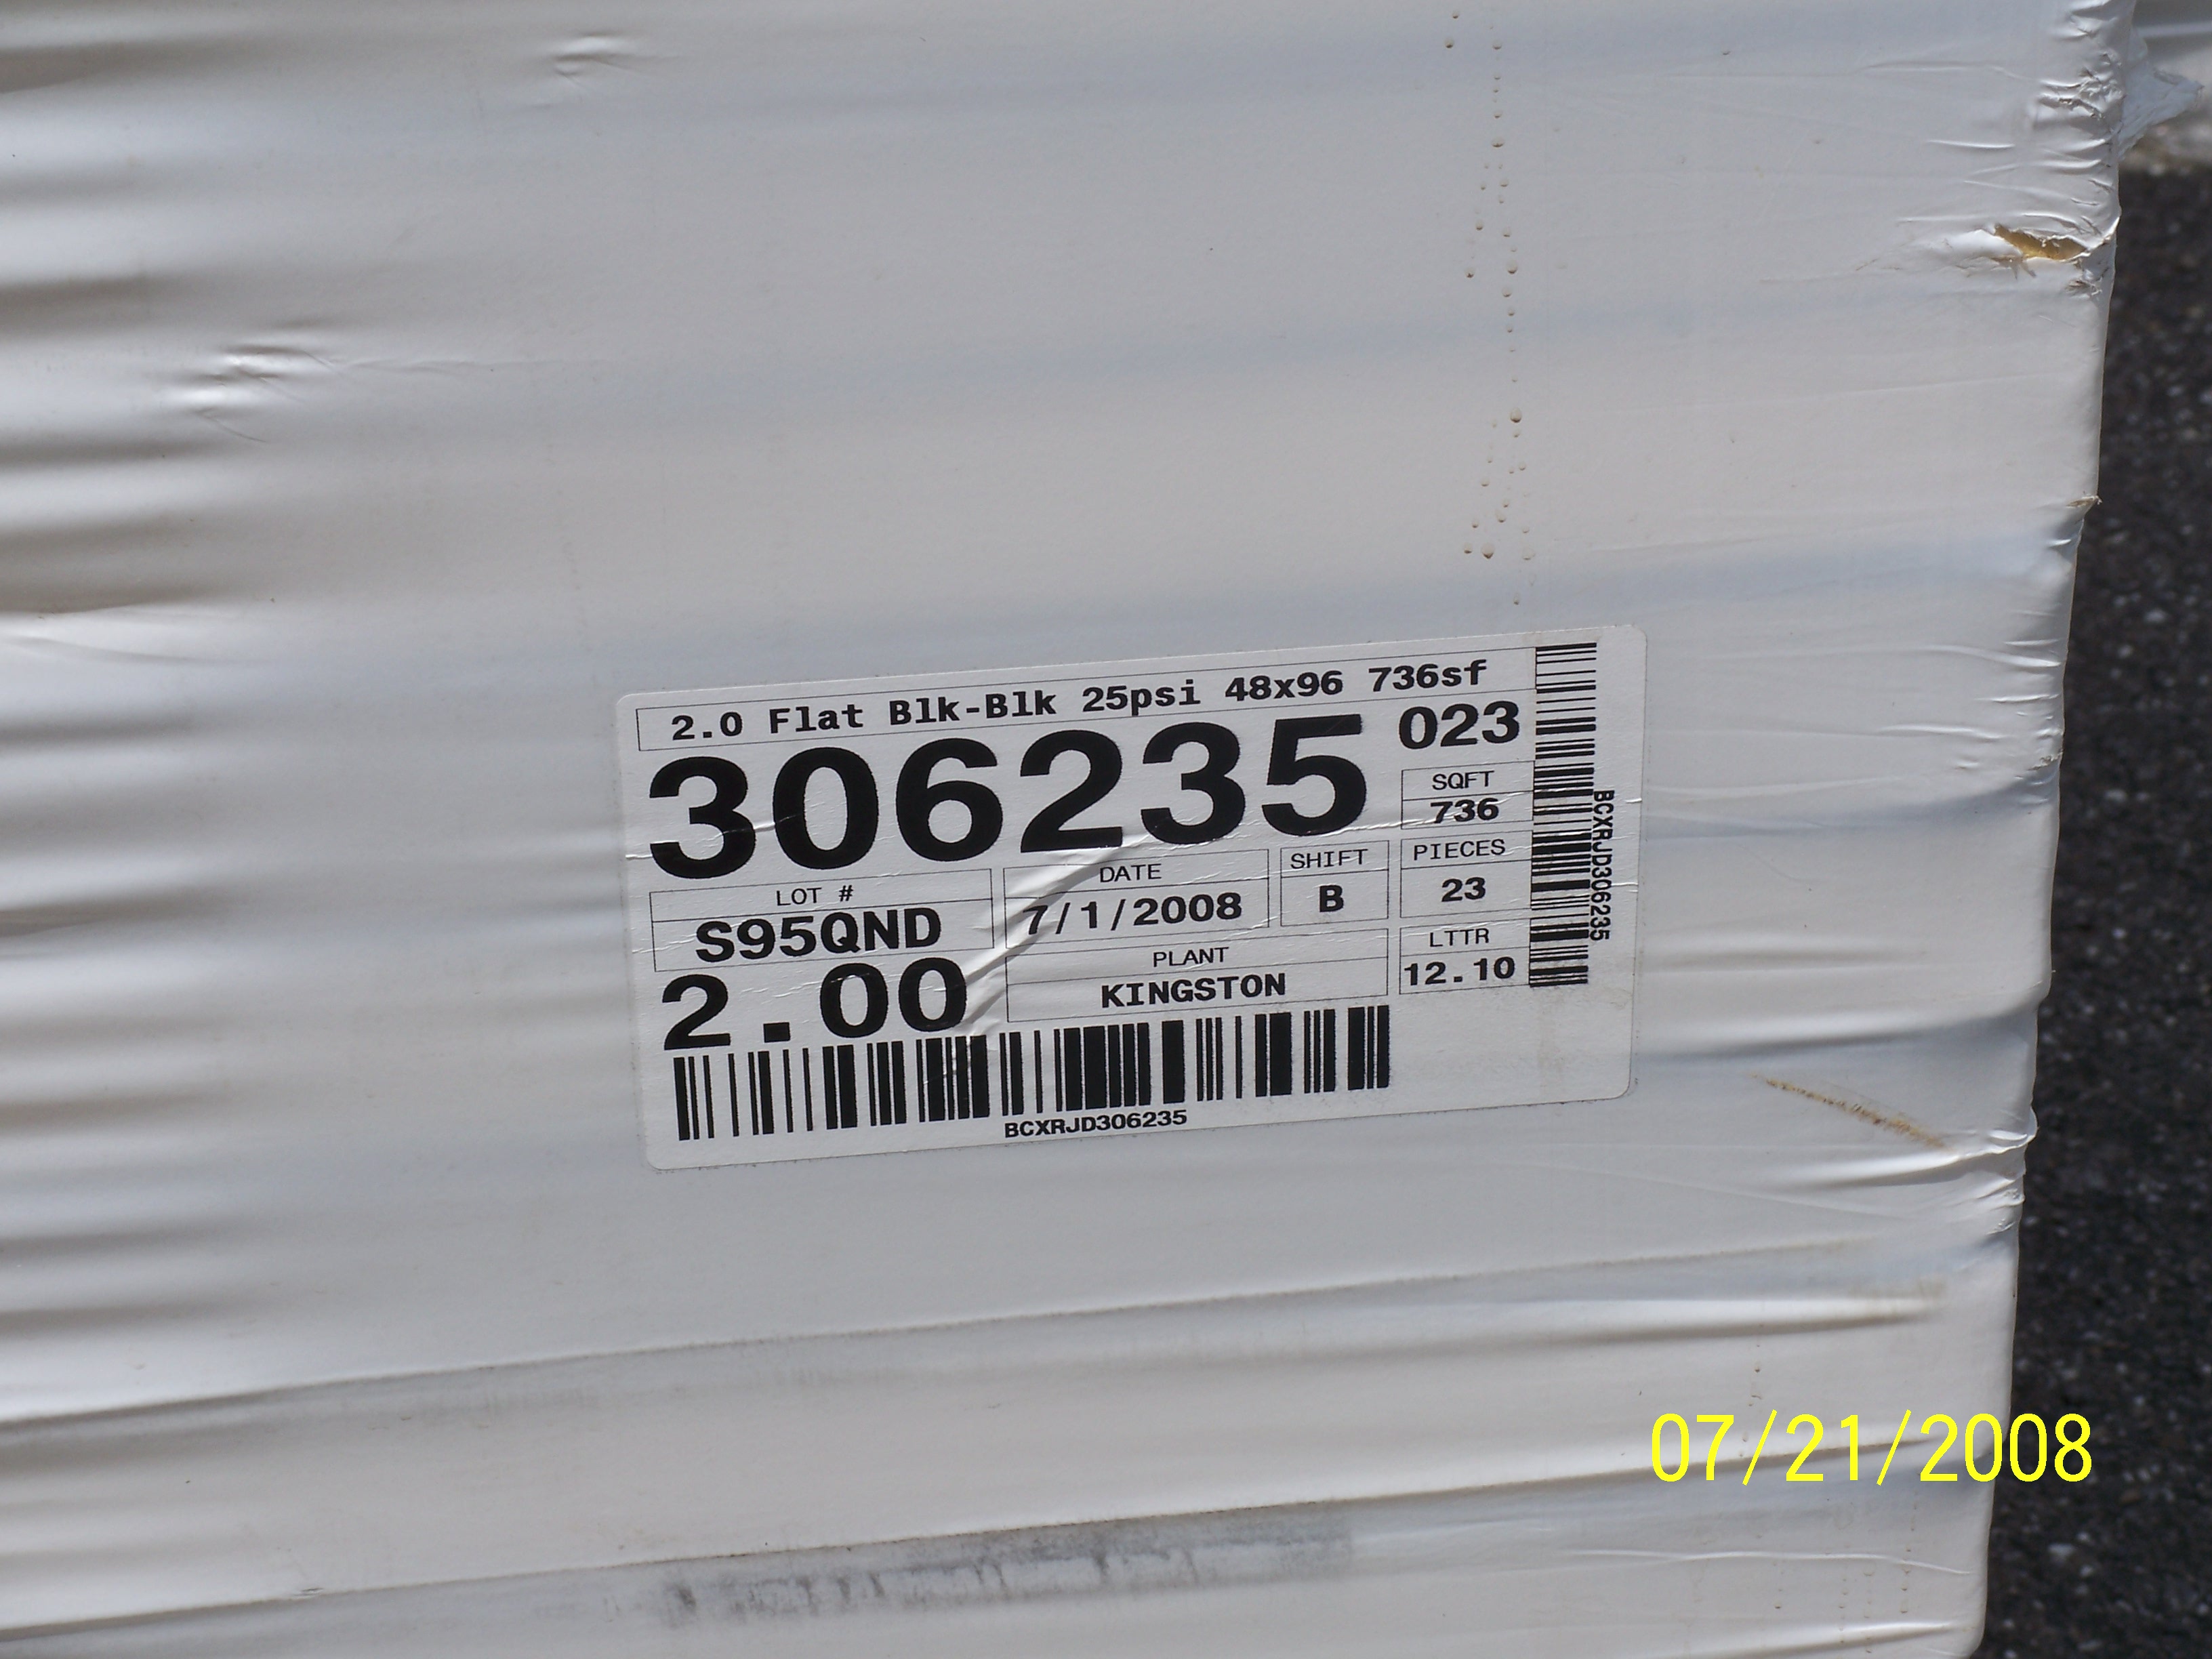 2.0 Flat Blk-Blk 25psi 48x96 736sf
306235
023
SQFT
736
LOT #
S95QND
DATE
7/1/2008
SHIFT
B
PIECES
23
2.00
PLANT
KINGSTON
LTTR
12.10
BCXRJD306235
BCXRJD306235
07/21/2008